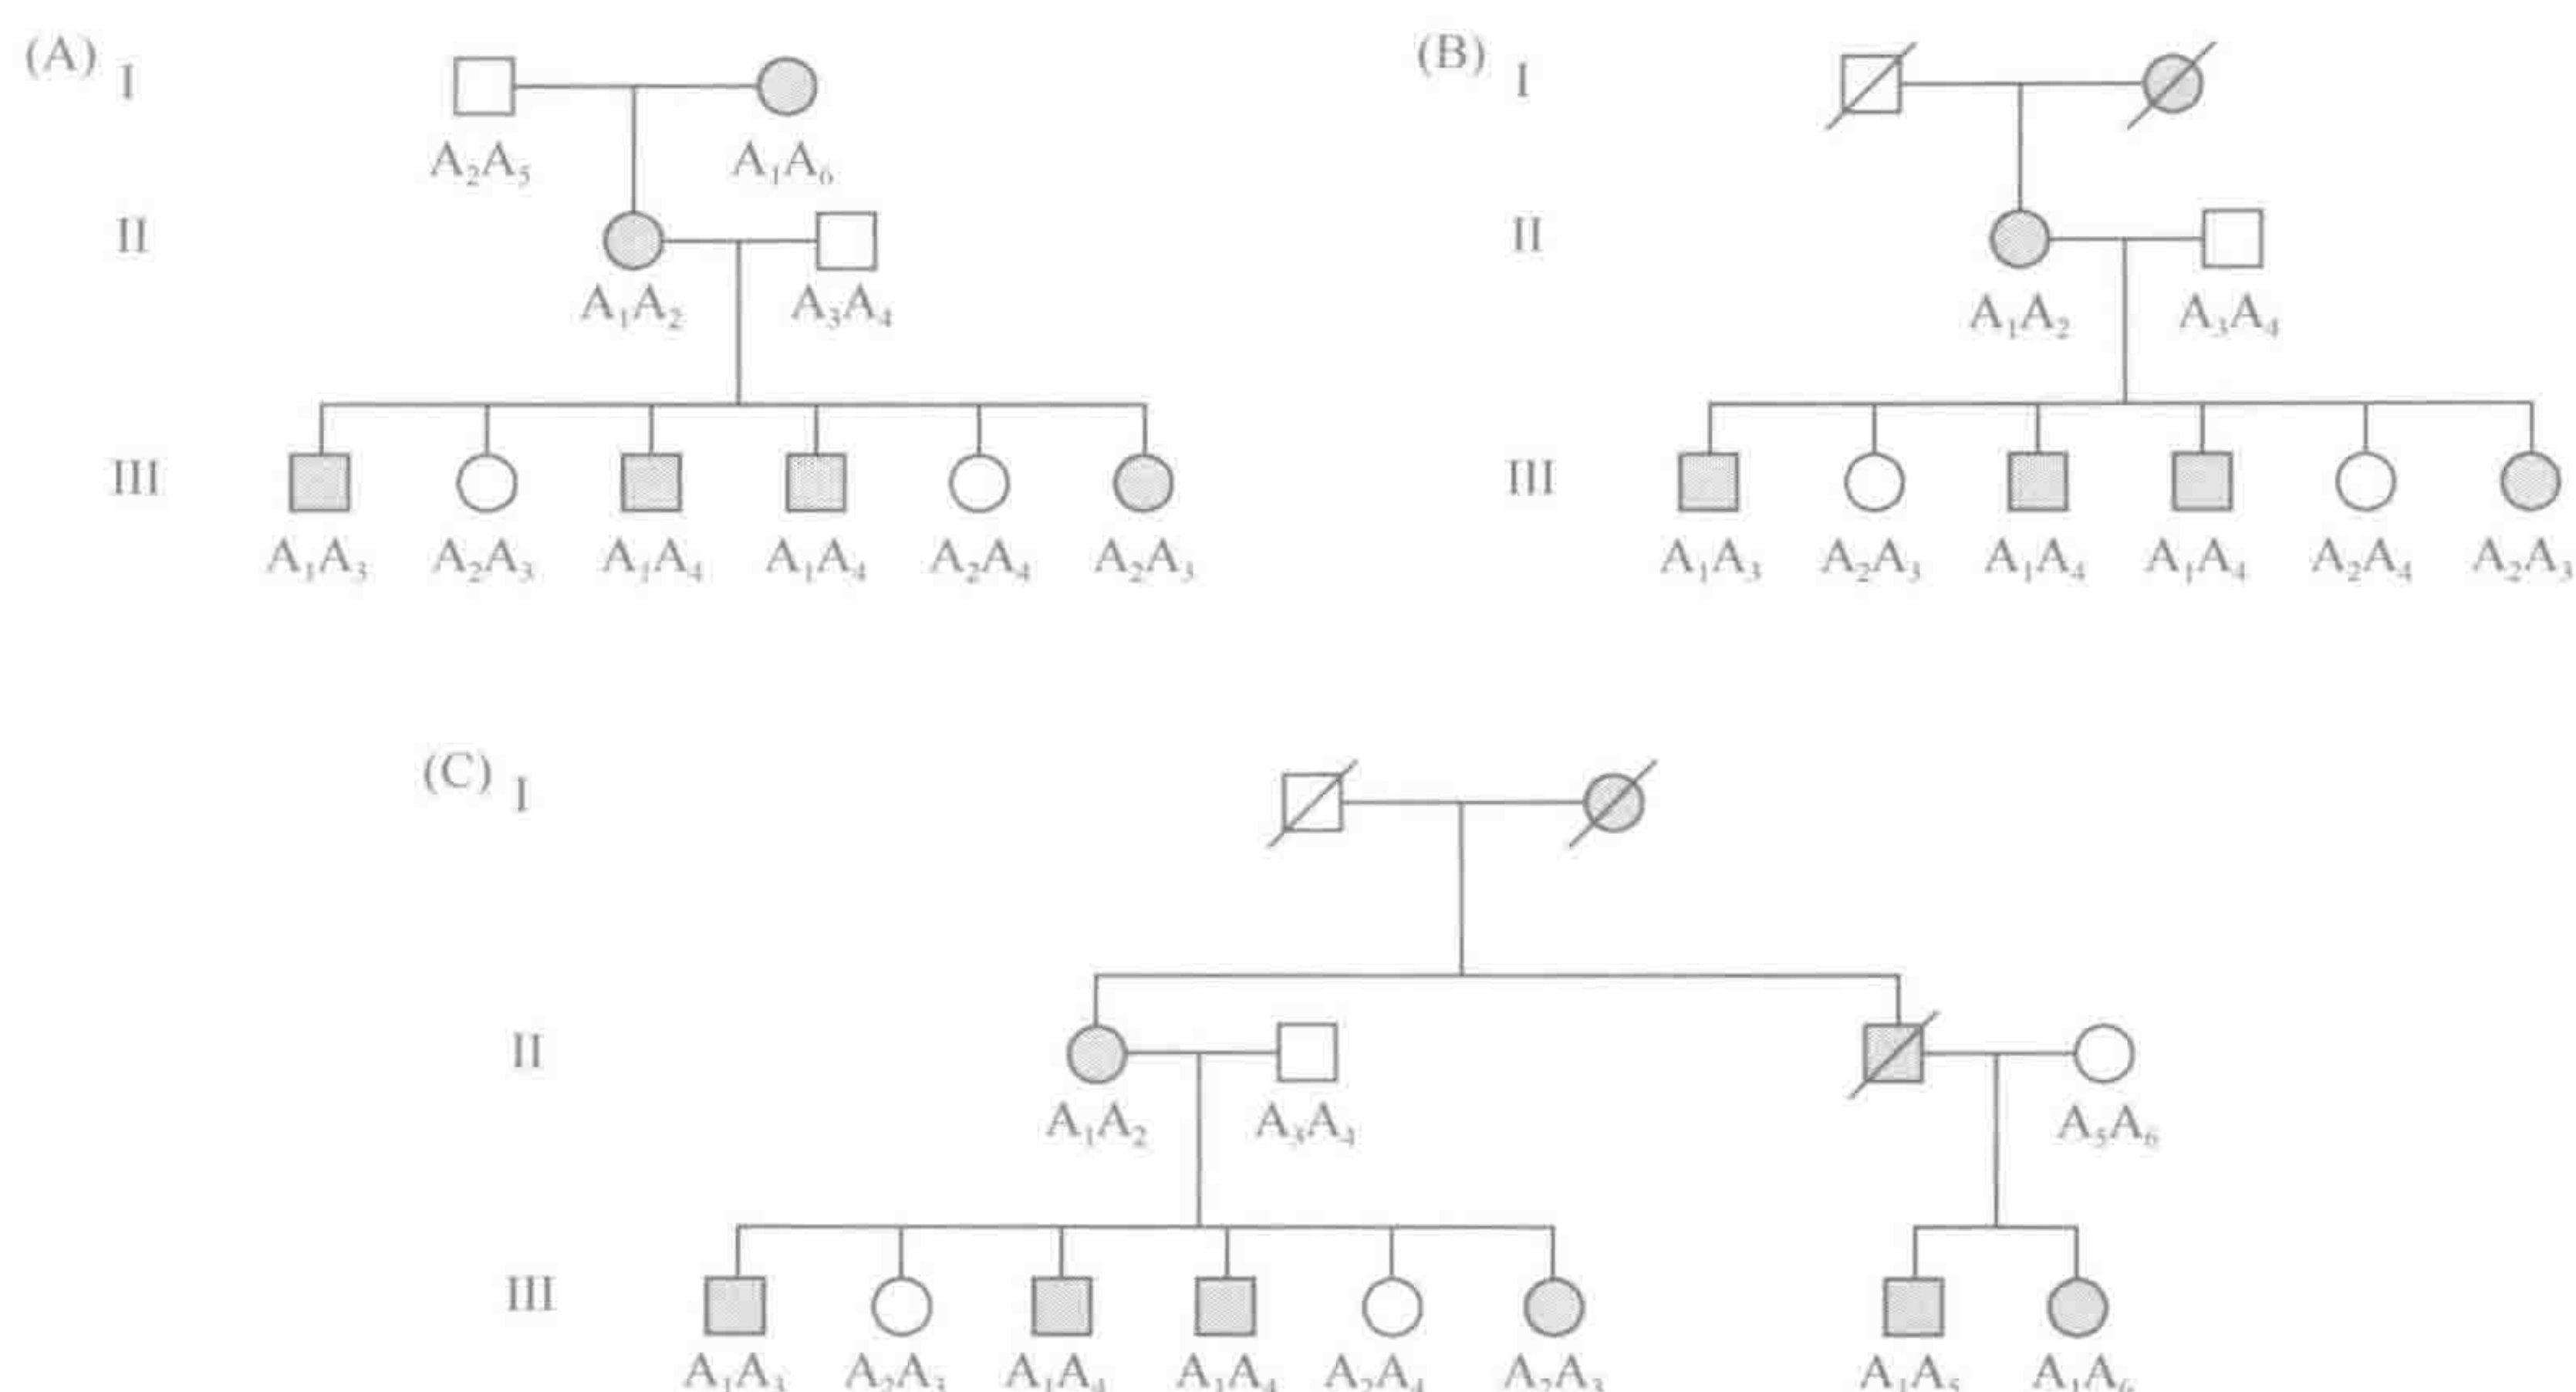 (A) I (B) I
A₂A₅ A₁A₆
II II
A₁A₂ A₃A₄ A₁A₂ A₃A₄
III III
A₁A₃ A₂A₃ A₁A₄ A₁A₄ A₂A₄ A₂A₃ A₁A₃ A₂A₃ A₁A₄ A₁A₄ A₂A₄ A₂A₃
(C) I
II
A₁A₂ A₃A₄ A₅A₆
III
A₁A₃ A₂A₃ A₁A₄ A₁A₄ A₂A₄ A₂A₃ A₁A₅ A₁A₆